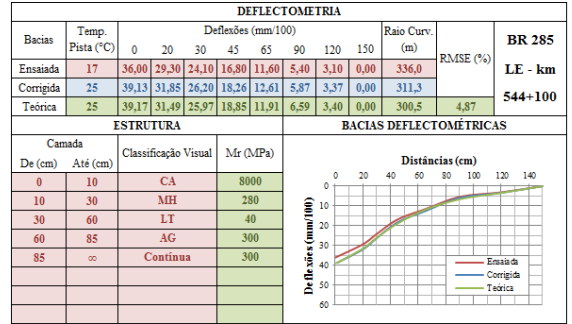 DEFLECTOMETRIA
Bacias Temp. Pista (°C) Deflexões (mm/100) Raio Curv. (m) RMSE (%) BR 285
0 20 30 45 65 90 120 150
Ensaiada 17 36,00 29,30 24,10 16,80 11,60 5,40 3,10 0,00 336,0 LE - km
Corrigida 25 39,13 31,85 26,20 18,26 12,61 5,87 3,37 0,00 311,3
Teórica 25 39,17 31,49 25,97 18,85 11,91 6,59 3,40 0,00 300,5 4,87 544+100
ESTRUTURA BACIAS DEFLECTOMÉTRICAS
Camada Classificação Visual Mr (MPa)
De (cm) Até (cm)
0 10 CA 8000
10 30 MH 280
30 60 LT 40
60 85 AG 300
85 ∞ Contínua 300
Distâncias (cm)
0 20 40 60 80 100 120 140
Deflexões (mm/100)
0
10
20
30
40
50
60
Ensaiada
Corrigida
Teórica